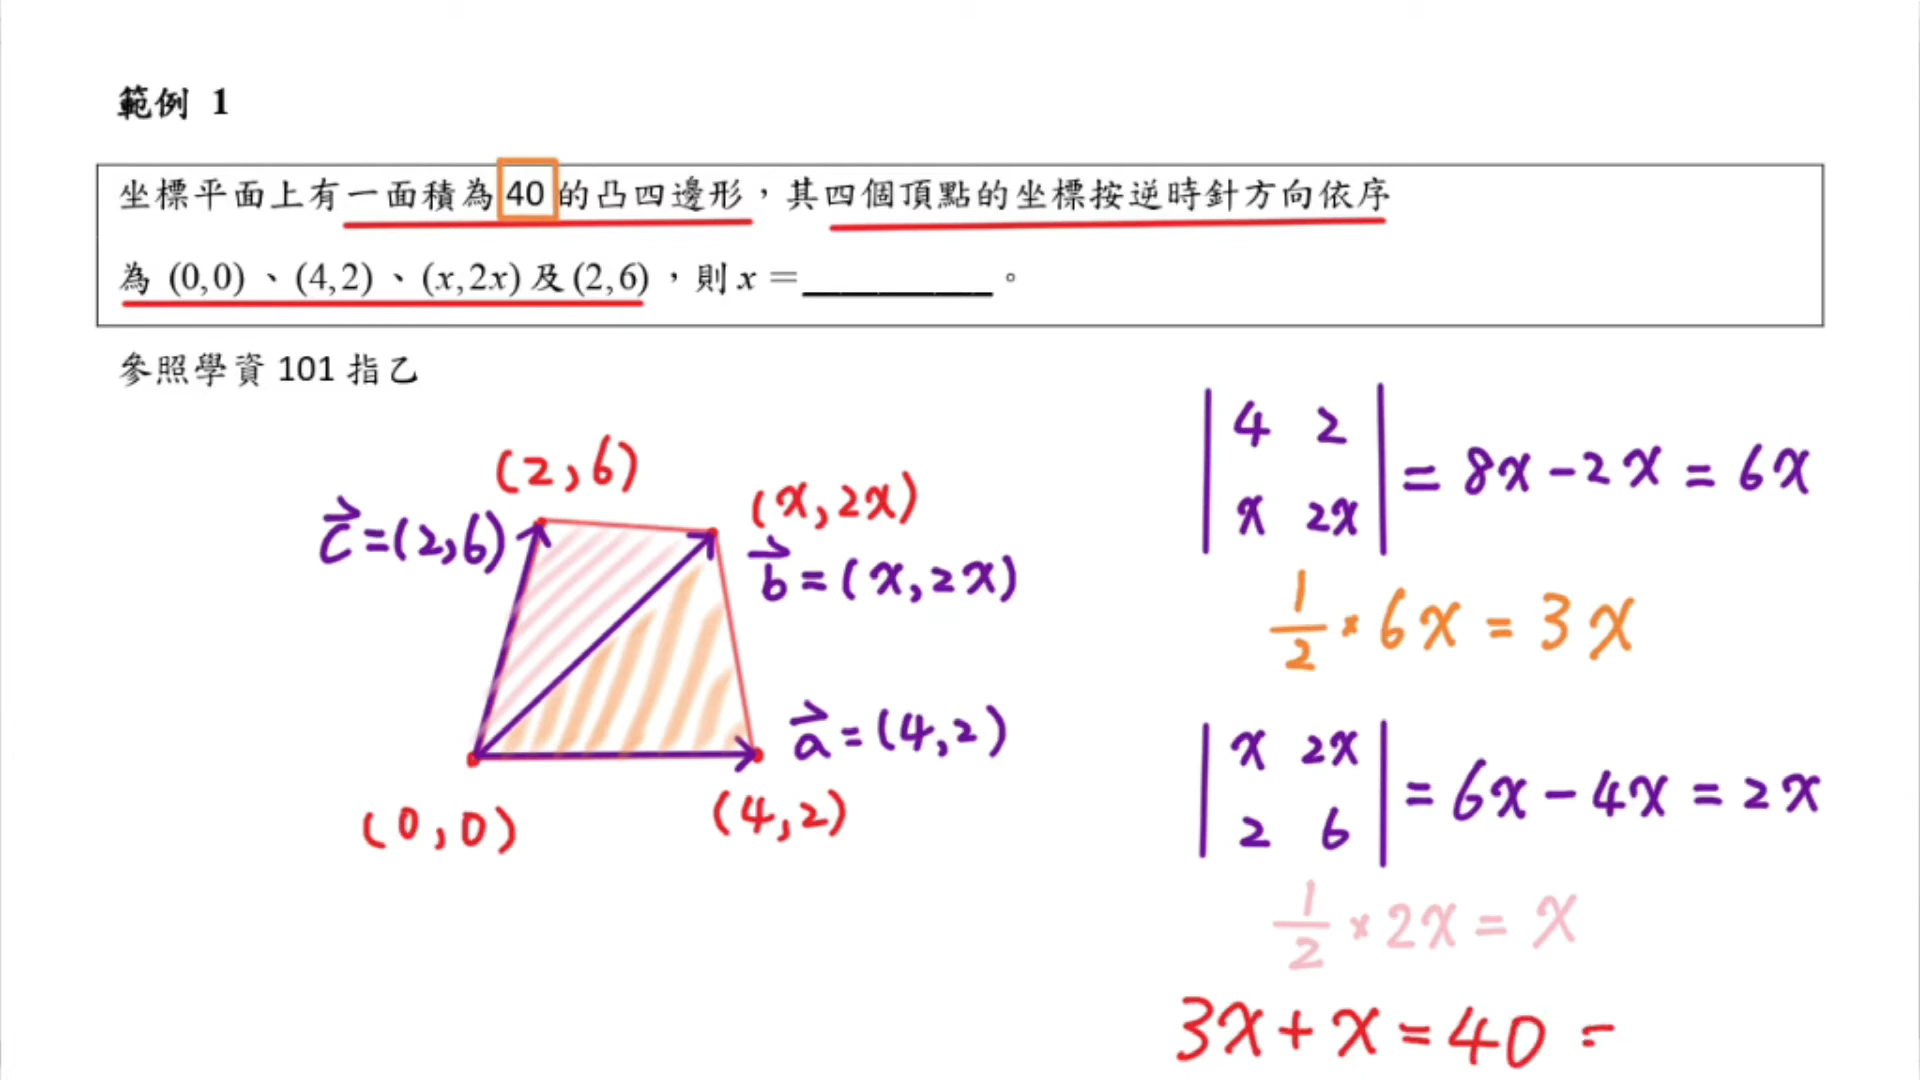 範例 1
坐標平面上有一面積為 40 的凸四邊形，其四個頂點的坐標按逆時針方向依序
為 (0,0)、(4,2)、(x,2x)及(2,6)，則 x =__________。
參照學資 101 指乙
(2,6)
(x,2x)
c⃗=(2,6)
b⃗=(x,2x)
a⃗=(4,2)
(0,0)
(4,2)
|4 2|
|x 2x| = 8x-2x = 6x
1/2 × 6x = 3x
|x 2x|
|2 6| = 6x-4x = 2x
1/2 × 2x = x
3x+x=40 =